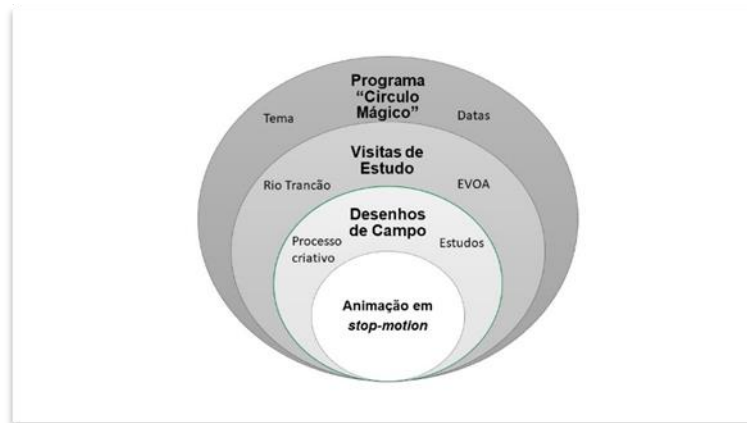 Programa
“Circulo
Mágico”
Tema
Datas
Visitas de
Estudo
Rio Trancão
EVOA
Desenhos
de Campo
Processo
criativo
Estudos
Animação em
stop-motion